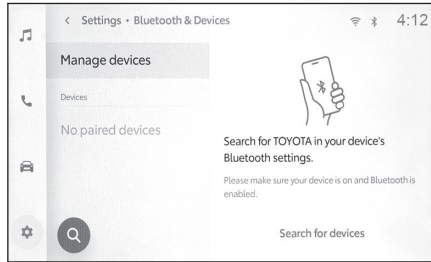 < Settings • Bluetooth & Devices
4:12
Manage devices
Devices
No paired devices
Search for TOYOTA in your device's
Bluetooth settings.
Please make sure your device is on and Bluetooth is
enabled.
Search for devices